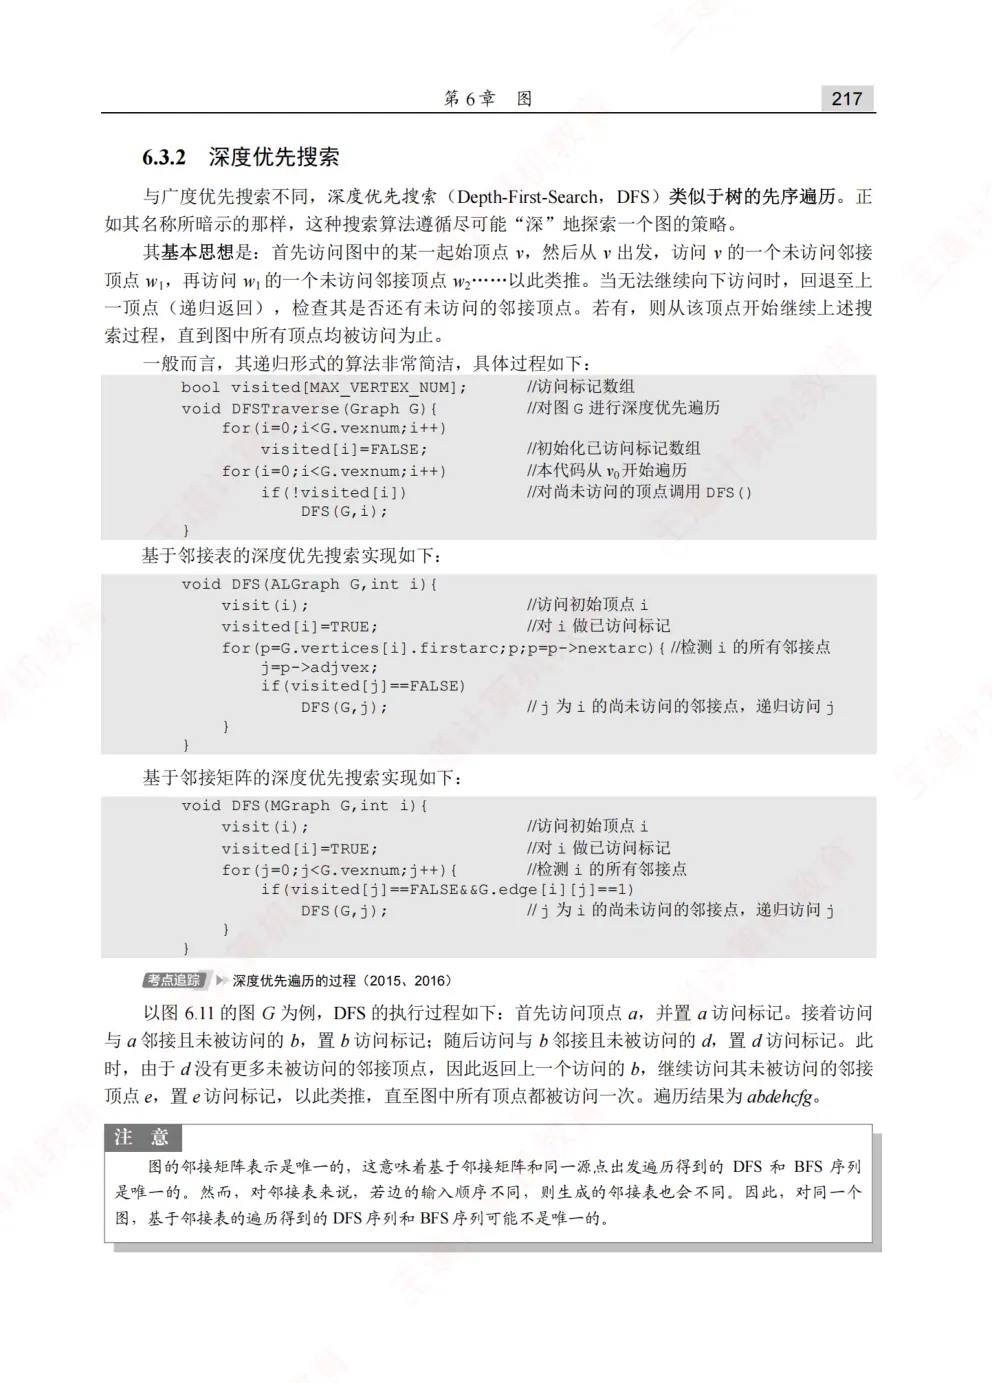 第 6 章 图
217
6.3.2 深度优先搜索
与广度优先搜索不同，深度优先搜索（Depth-First-Search，DFS）类似于树的先序遍历。正
如其名称所暗示的那样，这种搜索算法遵循尽可能“深”地探索一个图的策略。
其基本思想是：首先访问图中的某一起始顶点 v，然后从 v 出发，访问 v 的一个未访问邻接
顶点 w1，再访问 w1 的一个未访问邻接顶点 w2……以此类推。当无法继续向下访问时，回退至上
一顶点（递归返回），检查其是否还有未访问的邻接顶点。若有，则从该顶点开始继续上述搜
索过程，直到图中所有顶点均被访问为止。
一般而言，其递归形式的算法非常简洁，具体过程如下：
bool visited[MAX_VERTEX_NUM]; //访问标记数组
void DFSTraverse(Graph G){ //对图 G 进行深度优先遍历
for(i=0;i<G.vexnum;i++)
visited[i]=FALSE; //初始化已访问标记数组
for(i=0;i<G.vexnum;i++) //本代码从 v0 开始遍历
if(!visited[i]) //对尚未访问的顶点调用 DFS()
DFS(G,i);
}
基于邻接表的深度优先搜索实现如下：
void DFS(ALGraph G,int i){
visit(i); //访问初始顶点 i
visited[i]=TRUE; //对 i 做已访问标记
for(p=G.vertices[i].firstarc;p;p=p->nextarc){ //检测 i 的所有邻接点
j=p->adjvex;
if(visited[j]==FALSE)
DFS(G,j); //j 为 i 的尚未访问的邻接点，递归访问 j
}
}
基于邻接矩阵的深度优先搜索实现如下：
void DFS(MGraph G,int i){
visit(i); //访问初始顶点 i
visited[i]=TRUE; //对 i 做已访问标记
for(j=0;j<G.vexnum;j++){ //检测 i 的所有邻接点
if(visited[j]==FALSE&&G.edge[i][j]==1)
DFS(G,j); //j 为 i 的尚未访问的邻接点，递归访问 j
}
}
考点追踪 深度优先遍历的过程（2015、2016）
以图 6.11 的图 G 为例，DFS 的执行过程如下：首先访问顶点 a，并置 a 访问标记。接着访问
与 a 邻接且未被访问的 b，置 b 访问标记；随后访问与 b 邻接且未被访问的 d，置 d 访问标记。此
时，由于 d 没有更多未被访问的邻接顶点，因此返回上一个访问的 b，继续访问其未被访问的邻接
顶点 e，置 e 访问标记，以此类推，直至图中所有顶点都被访问一次。遍历结果为 abdehcfg。
注 意
图的邻接矩阵表示是唯一的，这意味着基于邻接矩阵和同一源点出发遍历得到的 DFS 和 BFS 序列
是唯一的。然而，对邻接表来说，若边的输入顺序不同，则生成的邻接表也会不同。因此，对同一个
图，基于邻接表的遍历得到的 DFS 序列和 BFS 序列可能不是唯一的。